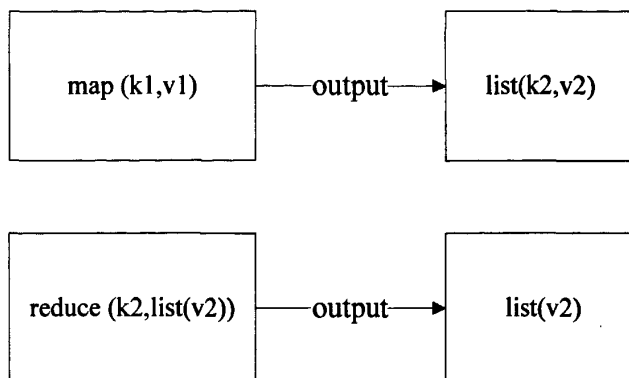 map (k1,v1) output list(k2,v2)
reduce (k2,list(v2)) output list(v2)